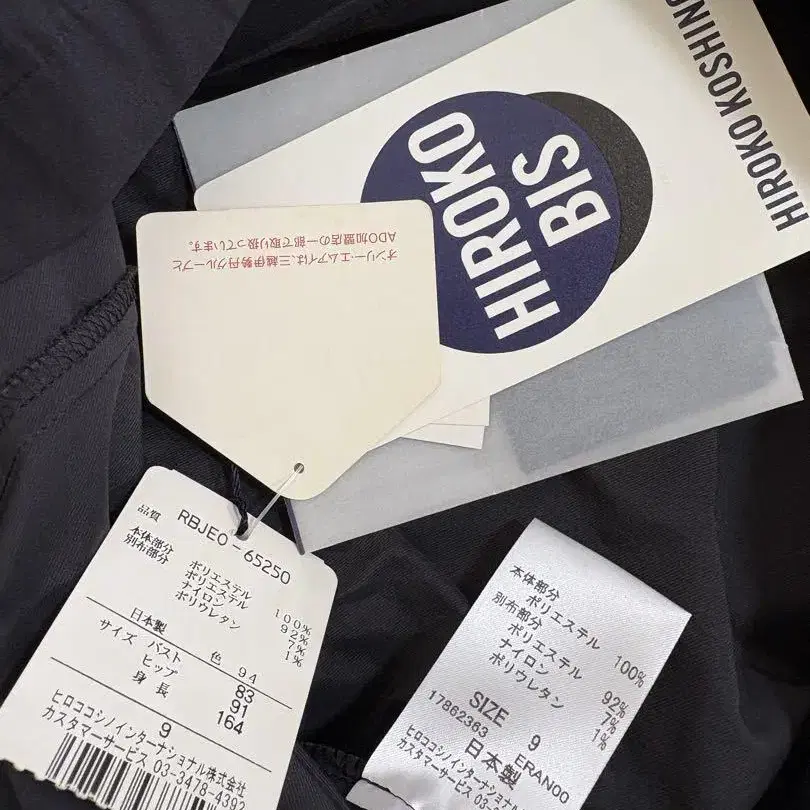 HIROKO KOSHINO
HIROKO
BIS
オンリー・エムアイは、三越伊勢丹グループと
ADO加盟店の一部で取り扱っています。
品質 RBJE0-65250
本体部分
ポリエステル 100%
別布部分
ポリエステル 92%
ナイロン 7%
ポリウレタン 1%
日本製 色 94
サイズ バスト 83
ヒップ 91
身長 164
9
ヒロココシノインターナショナル株式会社
カスタマーサービス 03-3478-4392
本体部分
ポリエステル 100%
別布部分
ポリエステル 92%
ナイロン 7%
ポリウレタン 1%
SIZE 9
17862363 ERAN00
日本製
ヒロココシノインターナショナル
カスタマーサービス 03-3